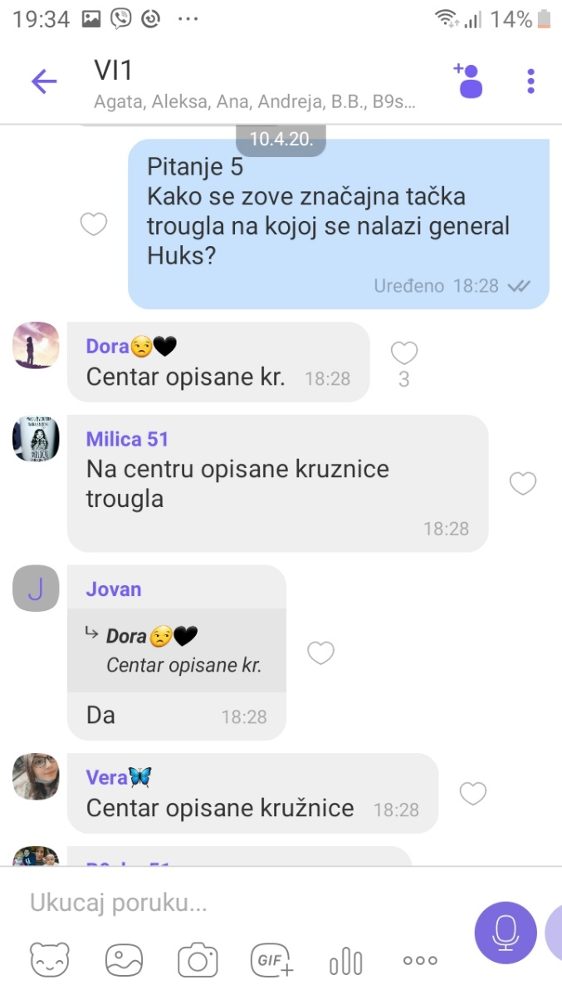 19:34
14%
VI1
Agata, Aleksa, Ana, Andreja, B.B., B9s...
10.4.20.
Pitanje 5
Kako se zove značajna tačka
trougla na kojoj se nalazi general
Huks?
Uređeno 18:28
Dora😒🖤
Centar opisane kr. 18:28
3
Milica 51
Na centru opisane kruznice
trougla
18:28
J
Jovan
Dora😒🖤
Centar opisane kr.
Da 18:28
Vera🦋
Centar opisane kružnice 18:28
Ukucaj poruku...
GIF